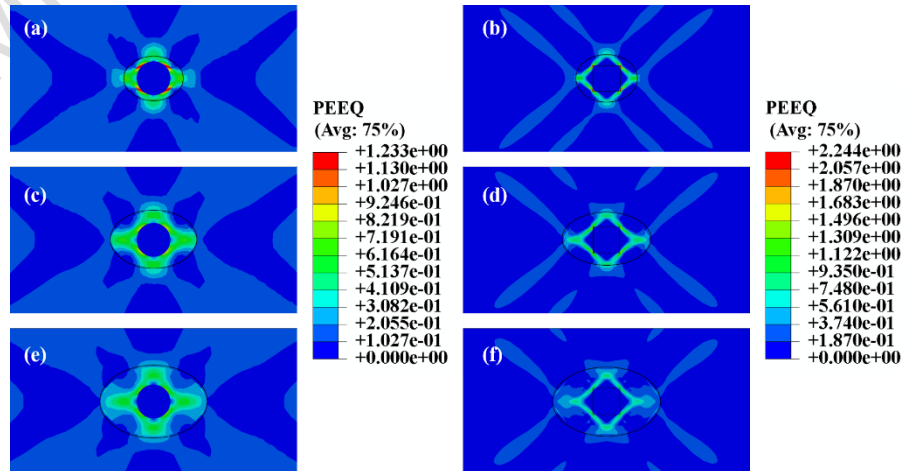 (a)
(b)
(c)
(d)
(e)
(f)
PEEQ
(Avg: 75%)
+1.233e+00
+1.130e+00
+1.027e+00
+9.246e-01
+8.219e-01
+7.191e-01
+6.164e-01
+5.137e-01
+4.109e-01
+3.082e-01
+2.055e-01
+1.027e-01
+0.000e+00
PEEQ
(Avg: 75%)
+2.244e+00
+2.057e+00
+1.870e+00
+1.683e+00
+1.496e+00
+1.309e+00
+1.122e+00
+9.350e-01
+7.480e-01
+5.610e-01
+3.740e-01
+1.870e-01
+0.000e+00